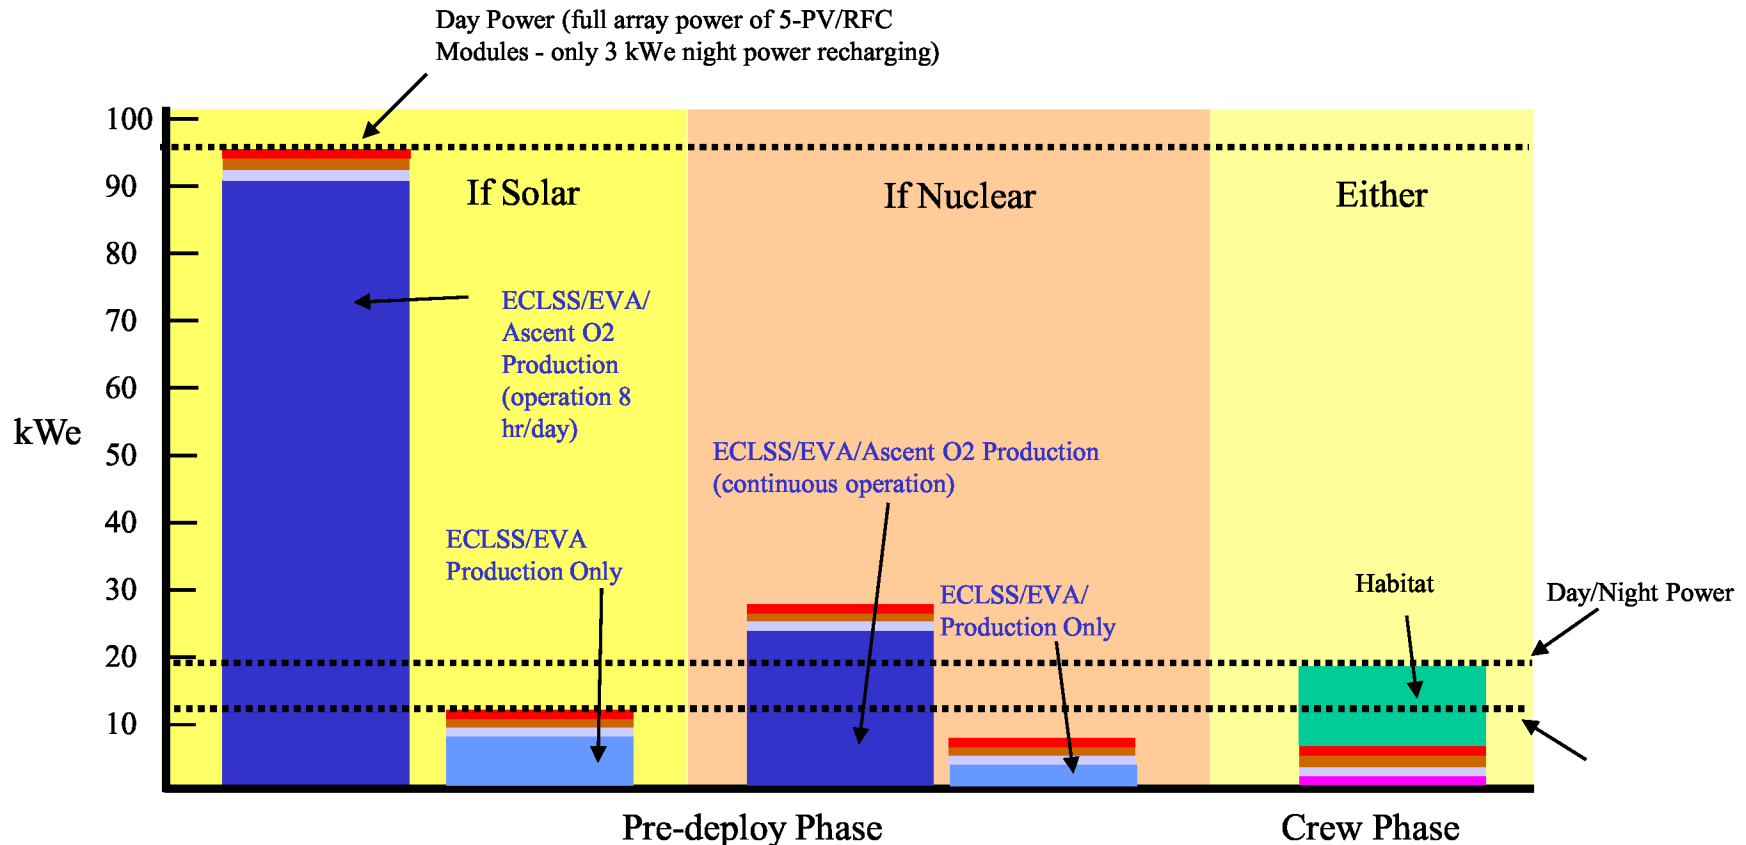 Day Power (full array power of 5-PV/RFC
Modules - only 3 kWe night power recharging)
100
90
80
70
60
50
40
30
20
10
kWe
If Solar
If Nuclear
Either
ECLSS/EVA/
Ascent O2
Production
(operation 8
hr/day)
ECLSS/EVA
Production Only
ECLSS/EVA/Ascent O2 Production
(continuous operation)
ECLSS/EVA/
Production Only
Habitat
Day/Night Power
Pre-deploy Phase
Crew Phase